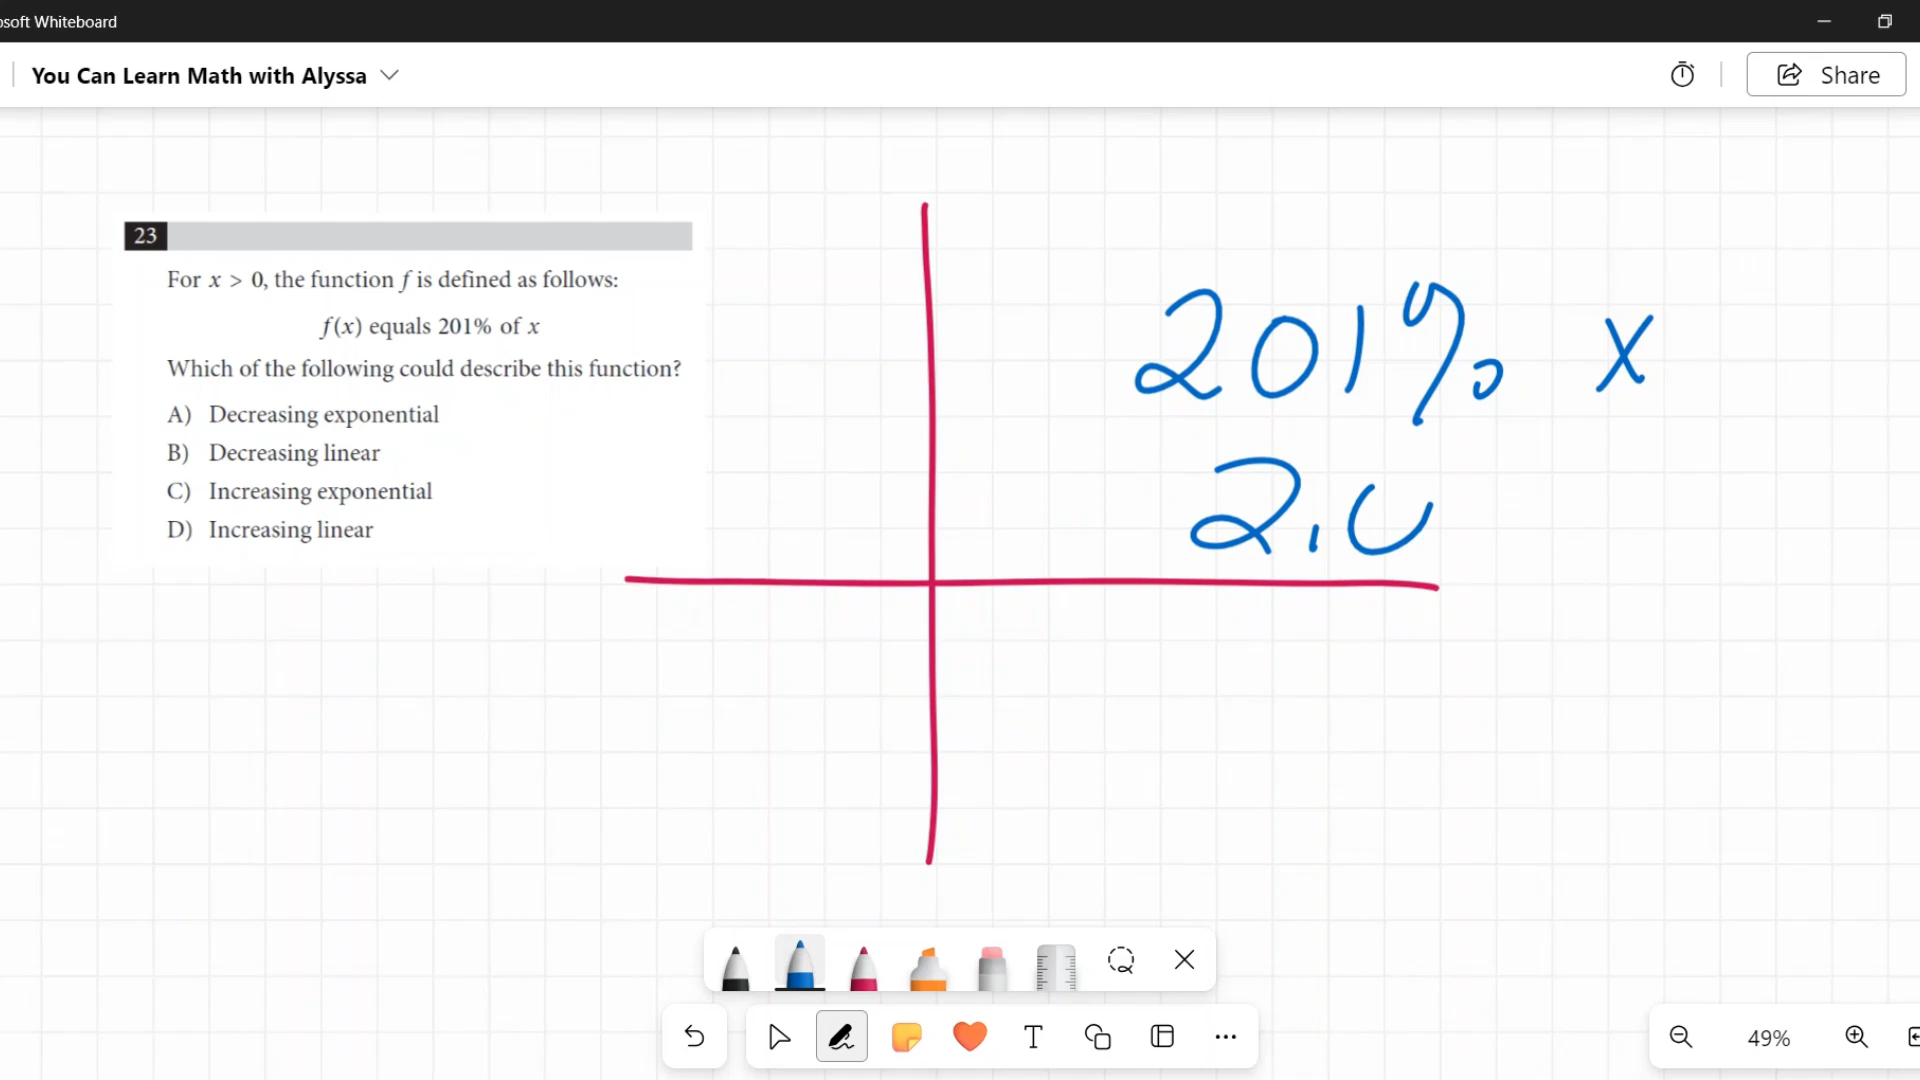 osoft Whiteboard
You Can Learn Math with Alyssa
Share
23
For x > 0, the function f is defined as follows:
f(x) equals 201% of x
Which of the following could describe this function?
A) Decreasing exponential
B) Decreasing linear
C) Increasing exponential
D) Increasing linear
201% x
2.0
T
49%